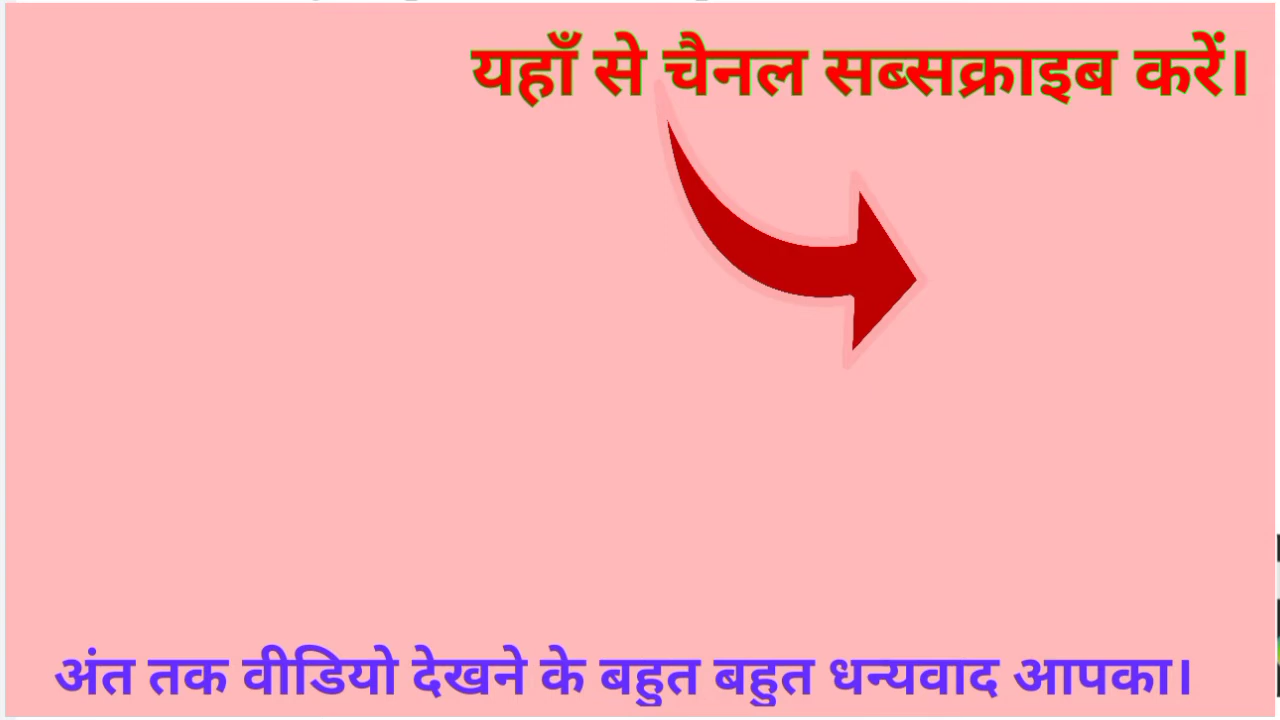 यहाँ से चैनल सब्सक्राइब करें।
अंत तक वीडियो देखने के बहुत बहुत धन्यवाद आपका।